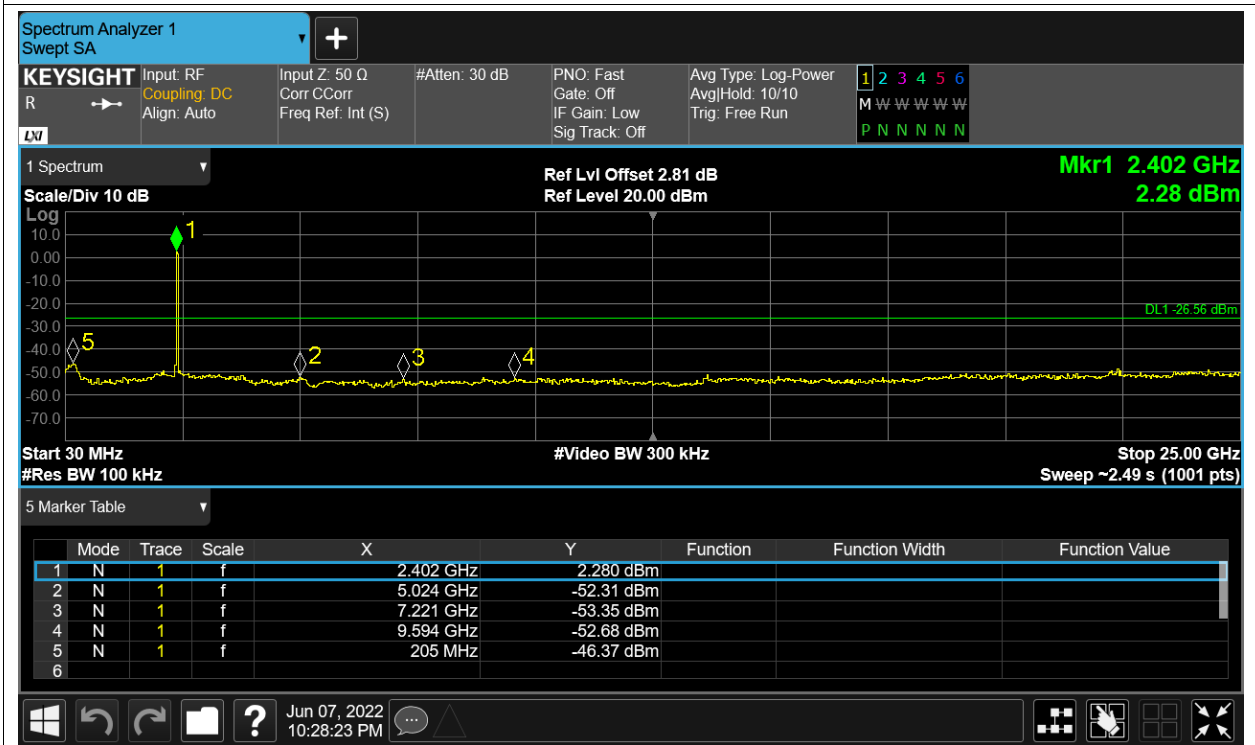 Spectrum Analyzer 1
Swept SA
+
KEYSIGHT Input: RF Input Z: 50 Ω #Atten: 30 dB PNO: Fast Avg Type: Log-Power 1 2 3 4 5 6
R Coupling: DC Corr CCorr Gate: Off Avg|Hold: 10/10 M W W W W W
Align: Auto Freq Ref: Int (S) IF Gain: Low Trig: Free Run
LXI Sig Track: Off P N N N N N
1 Spectrum Ref Lvl Offset 2.81 dB Mkr1 2.402 GHz
Scale/Div 10 dB Ref Level 20.00 dBm 2.28 dBm
Log
10.0
0.00
-10.0
-20.0
-30.0
-40.0
-50.0
-60.0
-70.0
1
DL1 -26.56 dBm
5 2 3 4
Start 30 MHz #Video BW 300 kHz Stop 25.00 GHz
#Res BW 100 kHz Sweep ~2.49 s (1001 pts)
5 Marker Table
Mode Trace Scale X Y Function Function Width Function Value
1 N 1 f 2.402 GHz 2.280 dBm
2 N 1 f 5.024 GHz -52.31 dBm
3 N 1 f 7.221 GHz -53.35 dBm
4 N 1 f 9.594 GHz -52.68 dBm
5 N 1 f 205 MHz -46.37 dBm
6
? Jun 07, 2022
10:28:23 PM